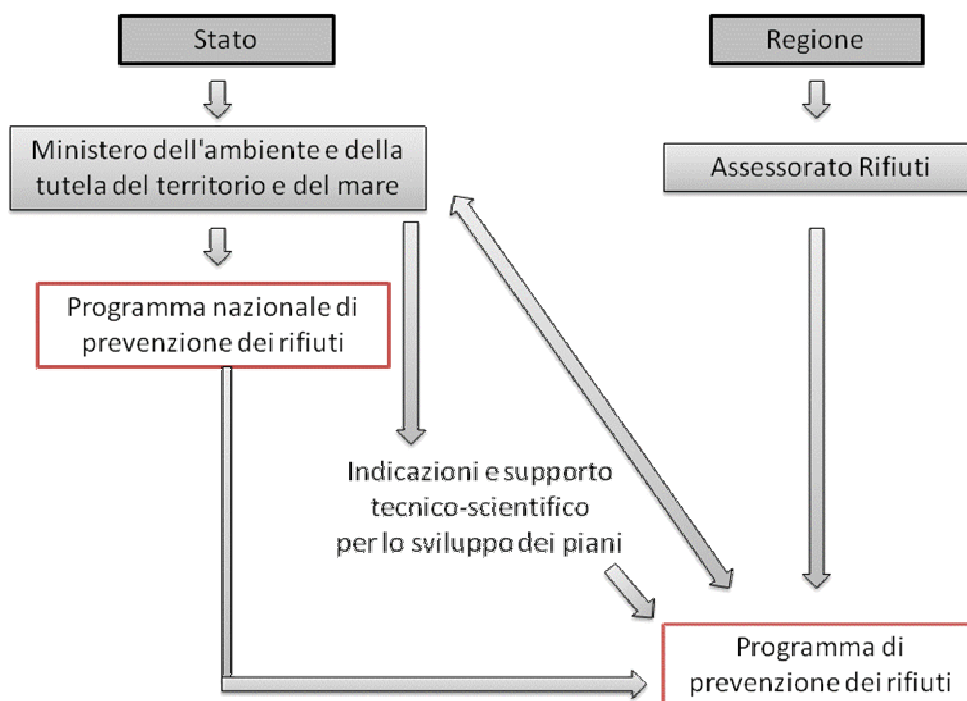 Stato
Regione
Ministero dell'ambiente e della
tutela del territorio e del mare
Assessorato Rifiuti
Programma nazionale di
prevenzione dei rifiuti
Indicazioni e supporto
tecnico-scientifico
per lo sviluppo dei piani
Programma di
prevenzione dei rifiuti